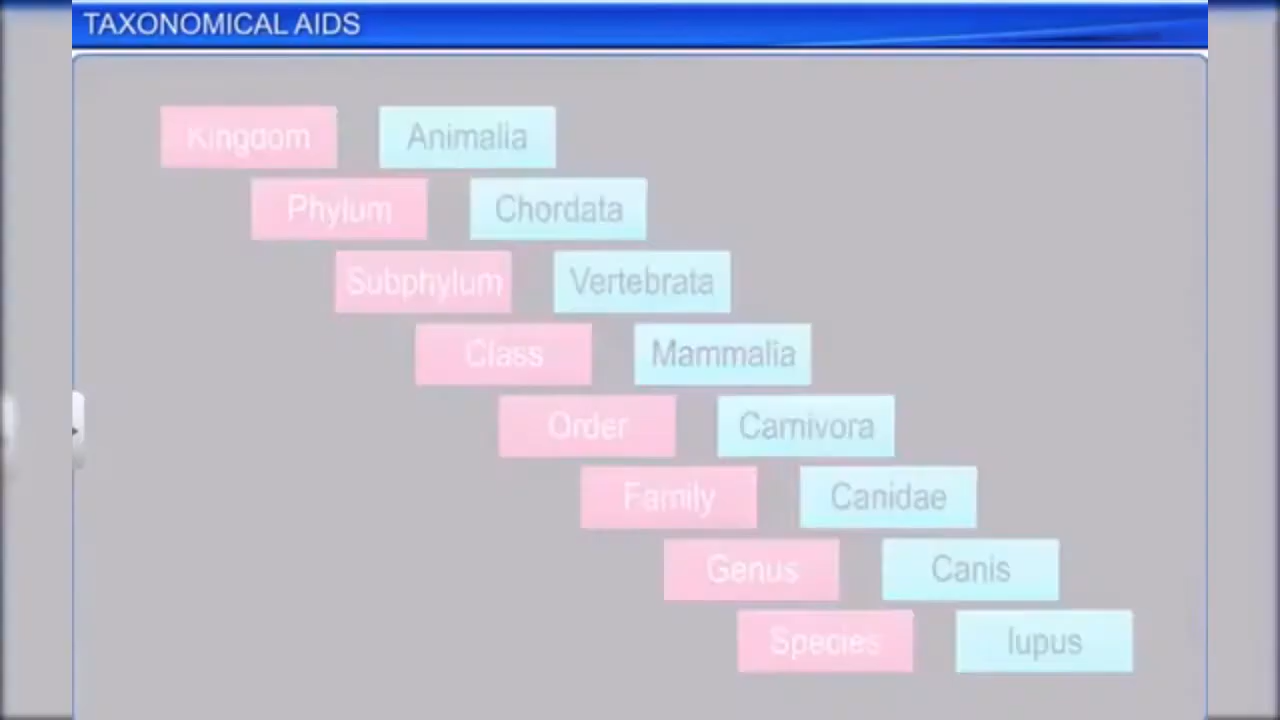 TAXONOMICAL AIDS
Kingdom Animalia
Phylum Chordata
Subphylum Vertebrata
Class Mammalia
Order Carnivora
Family Canidae
Genus Canis
Species lupus